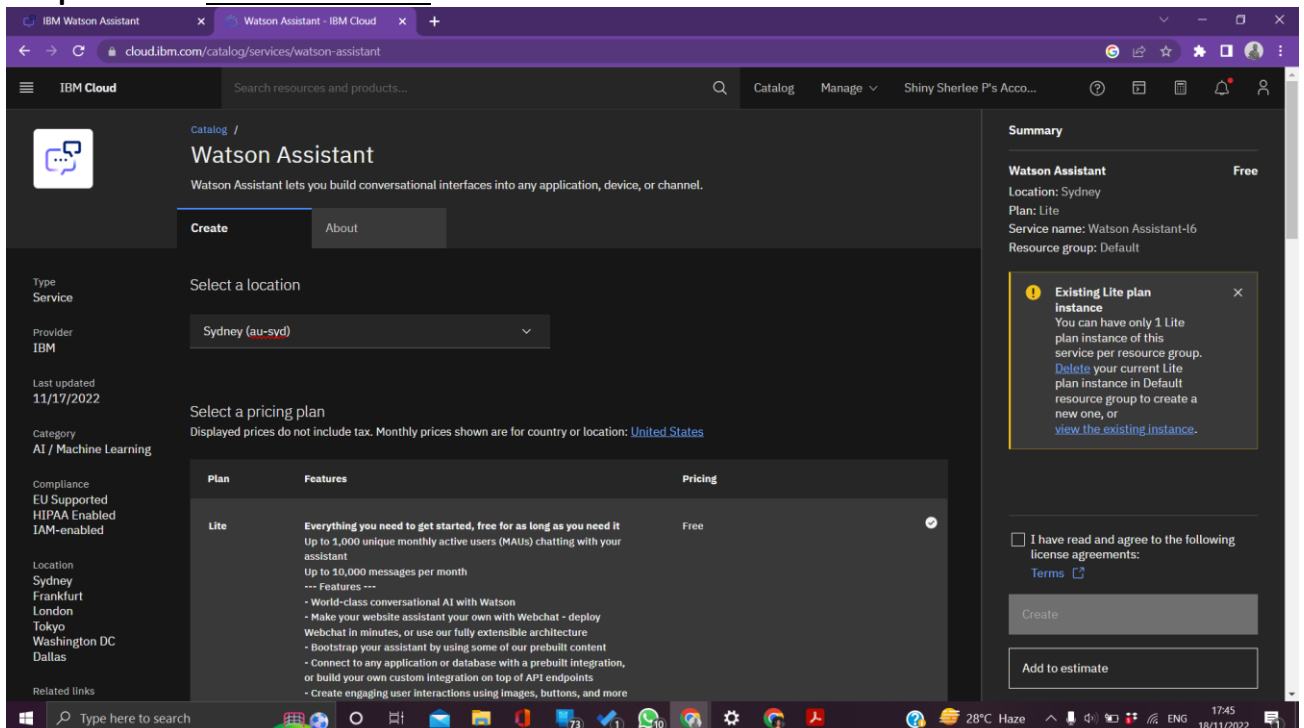 IBM Watson Assistant
Watson Assistant - IBM Cloud
cloud.ibm.com/catalog/services/watson-assistant
IBM Cloud
Search resources and products...
Catalog
Manage
Shiny Sherlee P's Acco...
Catalog /
Watson Assistant
Watson Assistant lets you build conversational interfaces into any application, device, or channel.
Create
About
Type
Service
Provider
IBM
Last updated
11/17/2022
Category
AI / Machine Learning
Compliance
EU Supported
HIPAA Enabled
IAM-enabled
Location
Sydney
Frankfurt
London
Tokyo
Washington DC
Dallas
Related links
Select a location
Sydney (au-syd)
Select a pricing plan
Displayed prices do not include tax. Monthly prices shown are for country or location: United States
Plan
Features
Pricing
Lite
Everything you need to get started, free for as long as you need it
Free
Up to 1,000 unique monthly active users (MAUs) chatting with your
assistant
Up to 10,000 messages per month
--- Features ---
- World-class conversational AI with Watson
- Make your website assistant your own with Webchat - deploy
Webchat in minutes, or use our fully extensible architecture
- Bootstrap your assistant by using some of our prebuilt content
- Connect to any application or database with a prebuilt integration,
or build your own custom integration on top of API endpoints
- Create engaging user interactions using images, buttons, and more
Summary
Watson Assistant Free
Location: Sydney
Plan: Lite
Service name: Watson Assistant-l6
Resource group: Default
Existing Lite plan
instance
You can have only 1 Lite
plan instance of this
service per resource group.
Delete your current Lite
plan instance in Default
resource group to create a
new one, or
view the existing instance.
I have read and agree to the following
license agreements:
Terms
Create
Add to estimate
Type here to search
73
1
10
28°C Haze
ENG
17:45
18/11/2022
1